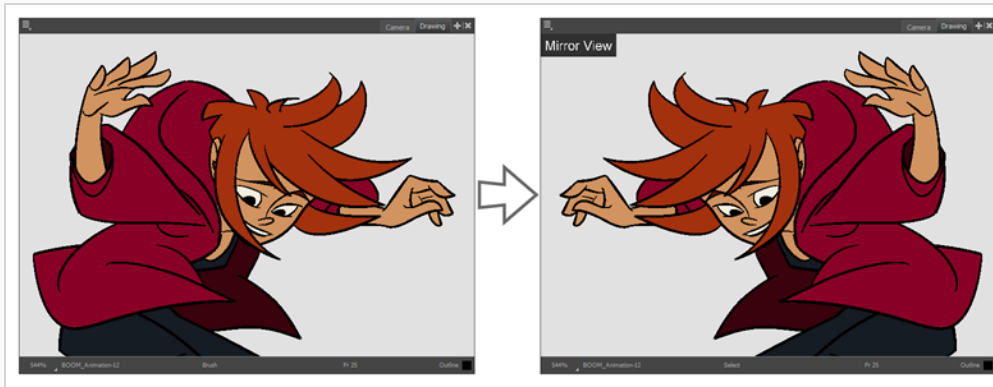 Camera Drawing
544% BOOM_Animation-12 Brush Fr 25 Outline
Camera Drawing
Mirror View
544% BOOM_Animation-12 Select Fr 25 Outline